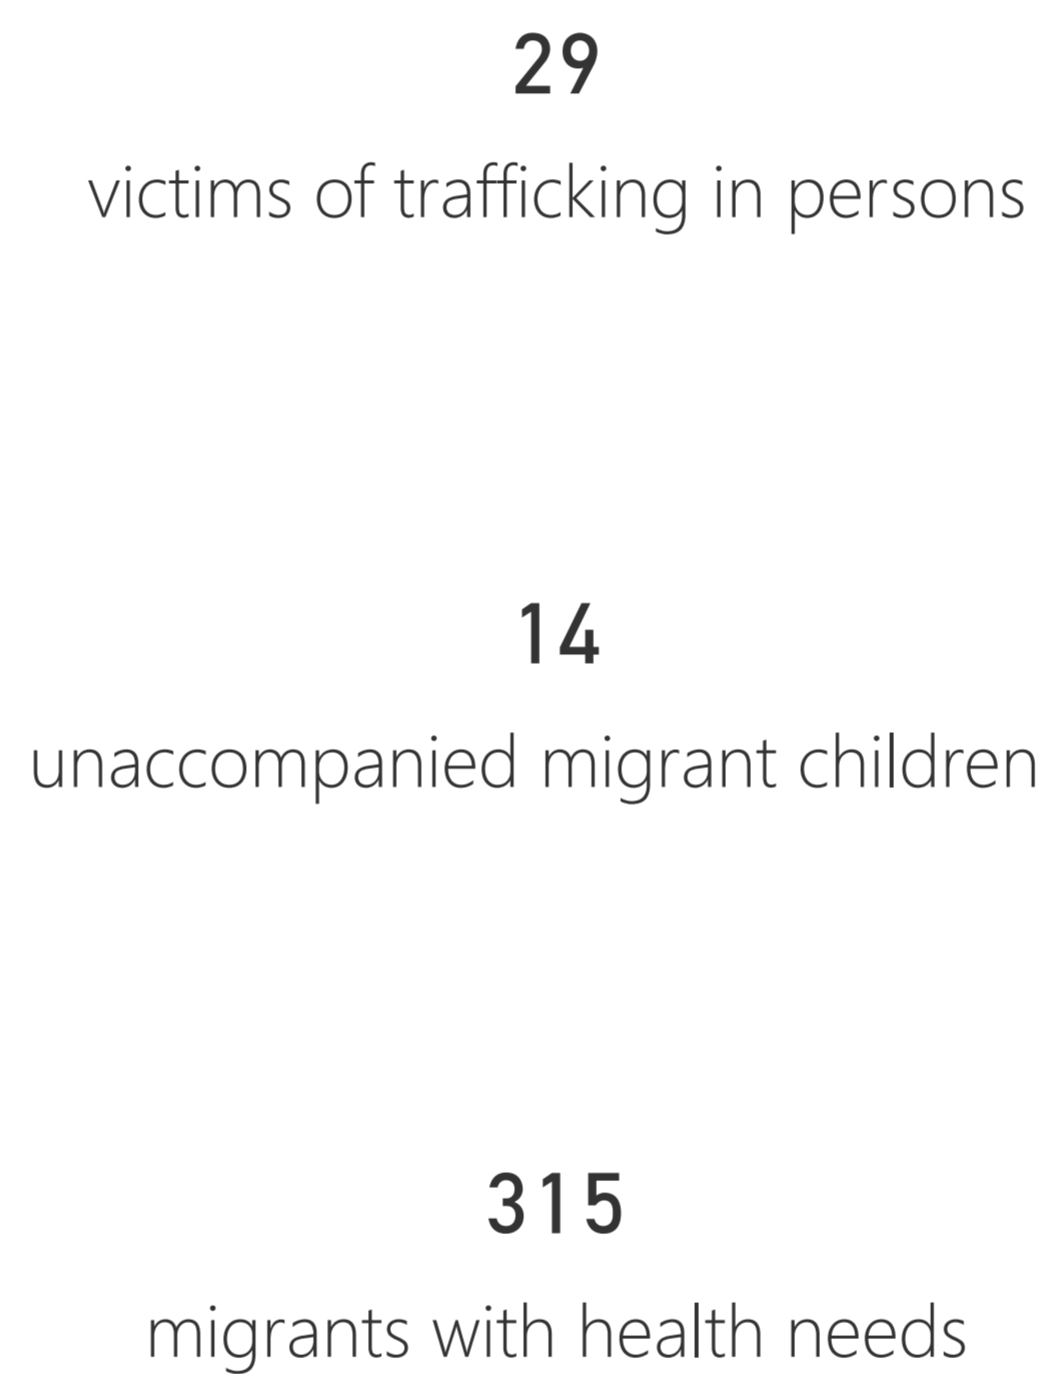 29
victims of trafficking in persons
14
unaccompanied migrant children
315
migrants with health needs